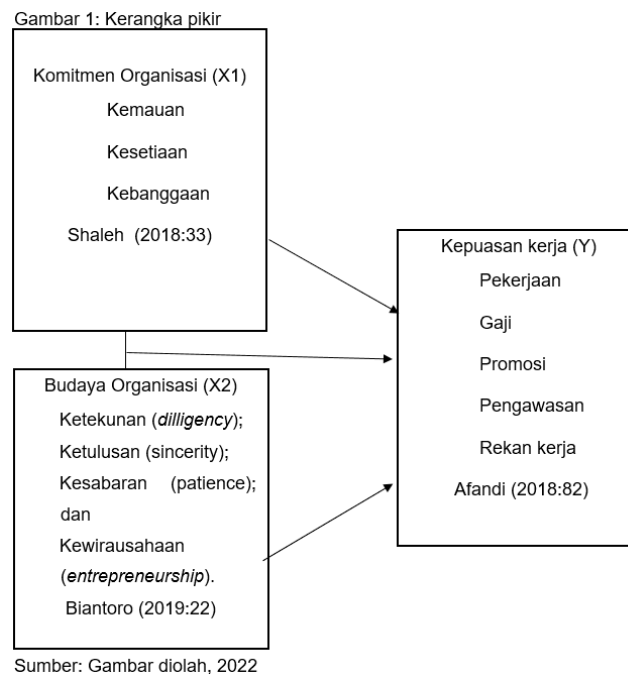 Gambar 1: Kerangka pikir
Komitmen Organisasi (X1)
Kemauan
Kesetiaan
Kebanggaan
Shaleh (2018:33)
Budaya Organisasi (X2)
Ketekunan (dilligency);
Ketulusan (sincerity);
Kesabaran (patience);
dan
Kewirausahaan
(entrepreneurship).
Biantoro (2019:22)
Kepuasan kerja (Y)
Pekerjaan
Gaji
Promosi
Pengawasan
Rekan kerja
Afandi (2018:82)
Sumber: Gambar diolah, 2022